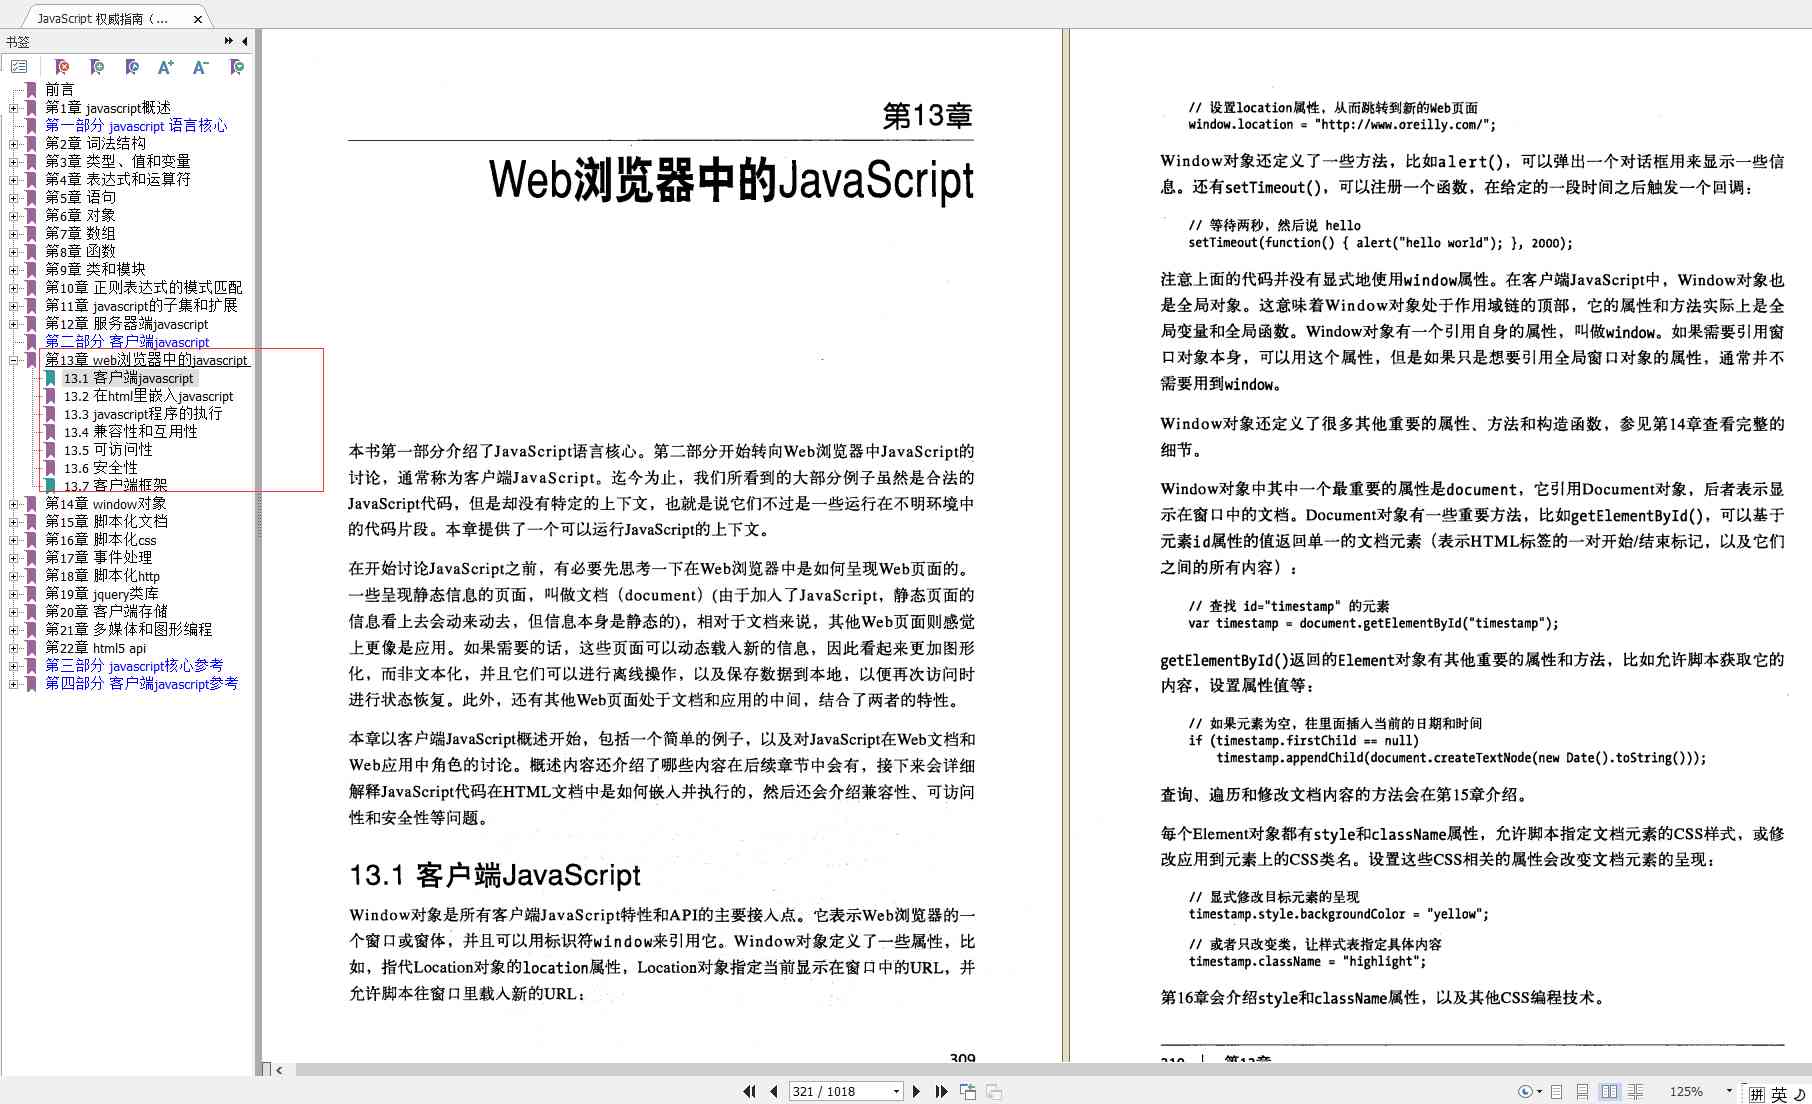 JavaScript 权威指南（...
书签
前言
第1章 javascript概述
第一部分 javascript 语言核心
第2章 词法结构
第3章 类型、值和变量
第4章 表达式和运算符
第5章 语句
第6章 对象
第7章 数组
第8章 函数
第9章 类和模块
第10章 正则表达式的模式匹配
第11章 javascript的子集和扩展
第12章 服务器端javascript
第二部分 客户端javascript
第13章 web浏览器中的javascript
13.1 客户端javascript
13.2 在html里嵌入javascript
13.3 javascript程序的执行
13.4 兼容性和互用性
13.5 可访问性
13.6 安全性
13.7 客户端框架
第14章 window对象
第15章 脚本化文档
第16章 脚本化css
第17章 事件处理
第18章 脚本化http
第19章 jquery类库
第20章 客户端存储
第21章 多媒体和图形编程
第22章 html5 api
第三部分 javascript核心参考
第四部分 客户端javascript参考
第13章
Web浏览器中的JavaScript
本书第一部分介绍了JavaScript语言核心。第二部分开始转向Web浏览器中JavaScript的
讨论，通常称为客户端JavaScript。迄今为止，我们所看到的大部分例子虽然是合法的
JavaScript代码，但是却没有特定的上下文，也就是说它们不过是一些运行在不明环境中
的代码片段。本章提供了一个可以运行JavaScript的上下文。
在开始讨论JavaScript之前，有必要先思考一下在Web浏览器中是如何呈现Web页面的。
一些呈现静态信息的页面，叫做文档（document）(由于加入了JavaScript，静态页面的
信息看上去会动来动去，但信息本身是静态的)，相对于文档来说，其他Web页面则感觉
上更像是应用。如果需要的话，这些页面可以动态载入新的信息，因此看起来更加图形
化，而非文本化，并且它们可以进行离线操作，以及保存数据到本地，以便再次访问时
进行状态恢复。此外，还有其他Web页面处于文档和应用的中间，结合了两者的特性。
本章以客户端JavaScript概述开始，包括一个简单的例子，以及对JavaScript在Web文档和
Web应用中角色的讨论。概述内容还介绍了哪些内容在后续章节中会有，接下来会详细
解释JavaScript代码在HTML文档中是如何嵌入并执行的，然后还会介绍兼容性、可访问
性和安全性等问题。
13.1 客户端JavaScript
Window对象是所有客户端JavaScript特性和API的主要接入点。它表示Web浏览器的一
个窗口或窗体，并且可以用标识符window来引用它。Window对象定义了一些属性，比
如，指代Location对象的location属性，Location对象指定当前显示在窗口中的URL，并
允许脚本往窗口里载入新的URL：
309
// 设置location属性，从而跳转到新的Web页面
window.location = "http://www.oreilly.com/";
Window对象还定义了一些方法，比如alert()，可以弹出一个对话框用来显示一些信
息。还有setTimeout()，可以注册一个函数，在给定的一段时间之后触发一个回调：
// 等待两秒，然后说 hello
setTimeout(function() { alert("hello world"); }, 2000);
注意上面的代码并没有显式地使用window属性。在客户端JavaScript中，Window对象也
是全局对象。这意味着Window对象处于作用域链的顶部，它的属性和方法实际上是全
局变量和全局函数。Window对象有一个引用自身的属性，叫做window。如果需要引用窗
口对象本身，可以用这个属性，但是如果只是想要引用全局窗口对象的属性，通常并不
需要用到window。
Window对象还定义了很多其他重要的属性、方法和构造函数，参见第14章查看完整的
细节。
Window对象中其中一个最重要的属性是document，它引用Document对象，后者表示显
示在窗口中的文档。Document对象有一些重要方法，比如getElementById()，可以基于
元素id属性的值返回单一的文档元素（表示HTML标签的一对开始/结束标记，以及它们
之间的所有内容）：
// 查找 id="timestamp" 的元素
var timestamp = document.getElementById("timestamp");
getElementById()返回的Element对象有其他重要的属性和方法，比如允许脚本获取它的
内容，设置属性值等：
// 如果元素为空，往里面插入当前的日期和时间
if (timestamp.firstChild == null)
timestamp.appendChild(document.createTextNode(new Date().toString()));
查询、遍历和修改文档内容的方法会在第15章介绍。
每个Element对象都有style和className属性，允许脚本指定文档元素的CSS样式，或修
改应用到元素上的CSS类名。设置这些CSS相关的属性会改变文档元素的呈现：
// 显式修改目标元素的呈现
timestamp.style.backgroundColor = "yellow";
// 或者只改变类，让样式表指定具体内容
timestamp.className = "highlight";
第16章会介绍style和className属性，以及其他CSS编程技术。
310 | 第13章
321 / 1018
125%
拼 英